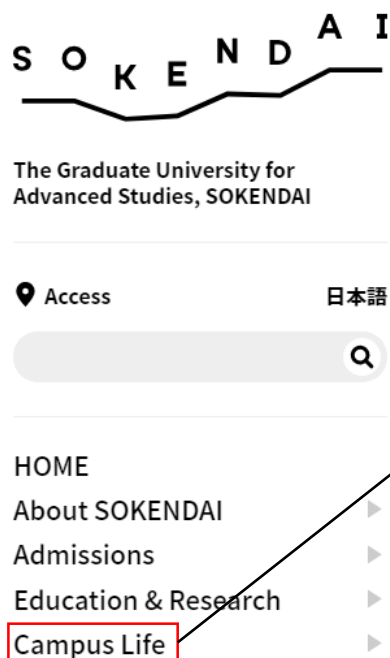 SOKENDAI
The Graduate University for
Advanced Studies, SOKENDAI
Access 日本語
HOME
About SOKENDAI
Admissions
Education & Research
Campus Life